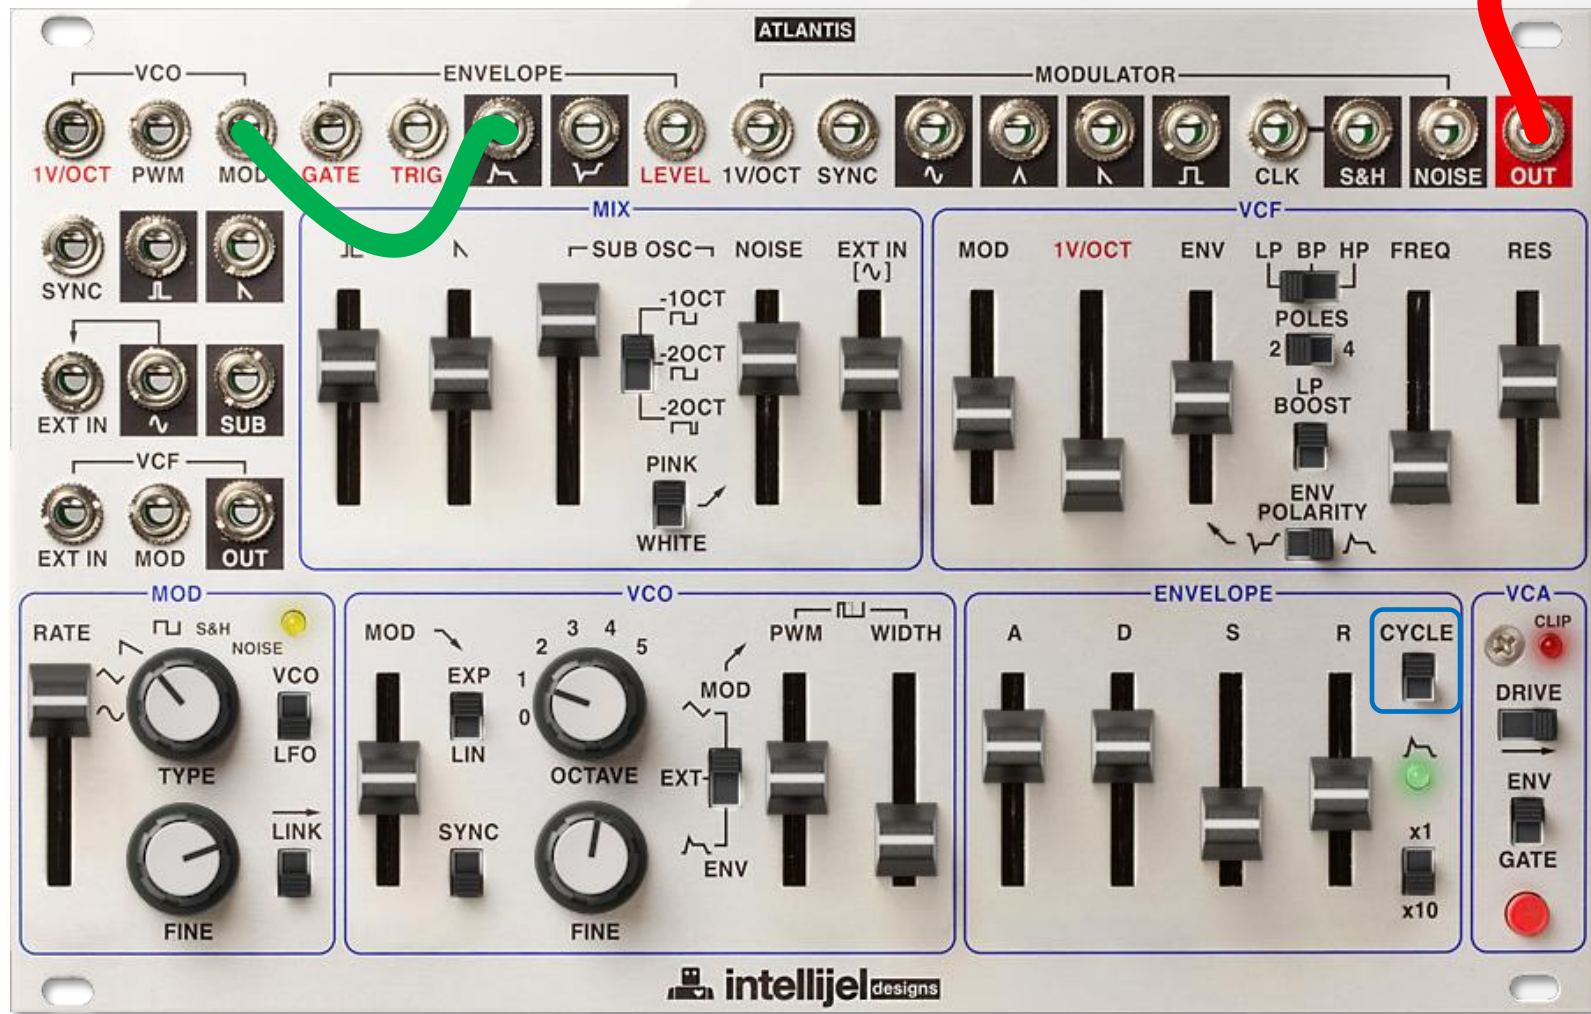 ATLANTIS
VCO ENVELOPE MODULATOR
1V/OCT PWM MOD GATE TRIG LEVEL 1V/OCT SYNC CLK S&H NOISE OUT
SYNC
EXT IN SUB
VCF
EXT IN MOD OUT
MIX
SUB OSC NOISE EXT IN
-1OCT
-2OCT
-2OCT
PINK
WHITE
VCF
MOD 1V/OCT ENV LP BP HP FREQ RES
POLES
2 4
LP
BOOST
ENV
POLARITY
MOD
RATE S&H
NOISE
VCO
LFO
TYPE
LINK
FINE
VCO
MOD EXP
LIN
SYNC
0 1 2 3 4 5
OCTAVE
FINE
PWM WIDTH
MOD
EXT
ENV
ENVELOPE
A D S R CYCLE
x1
x10
VCA
CLIP
DRIVE
ENV
GATE
intellijel designs